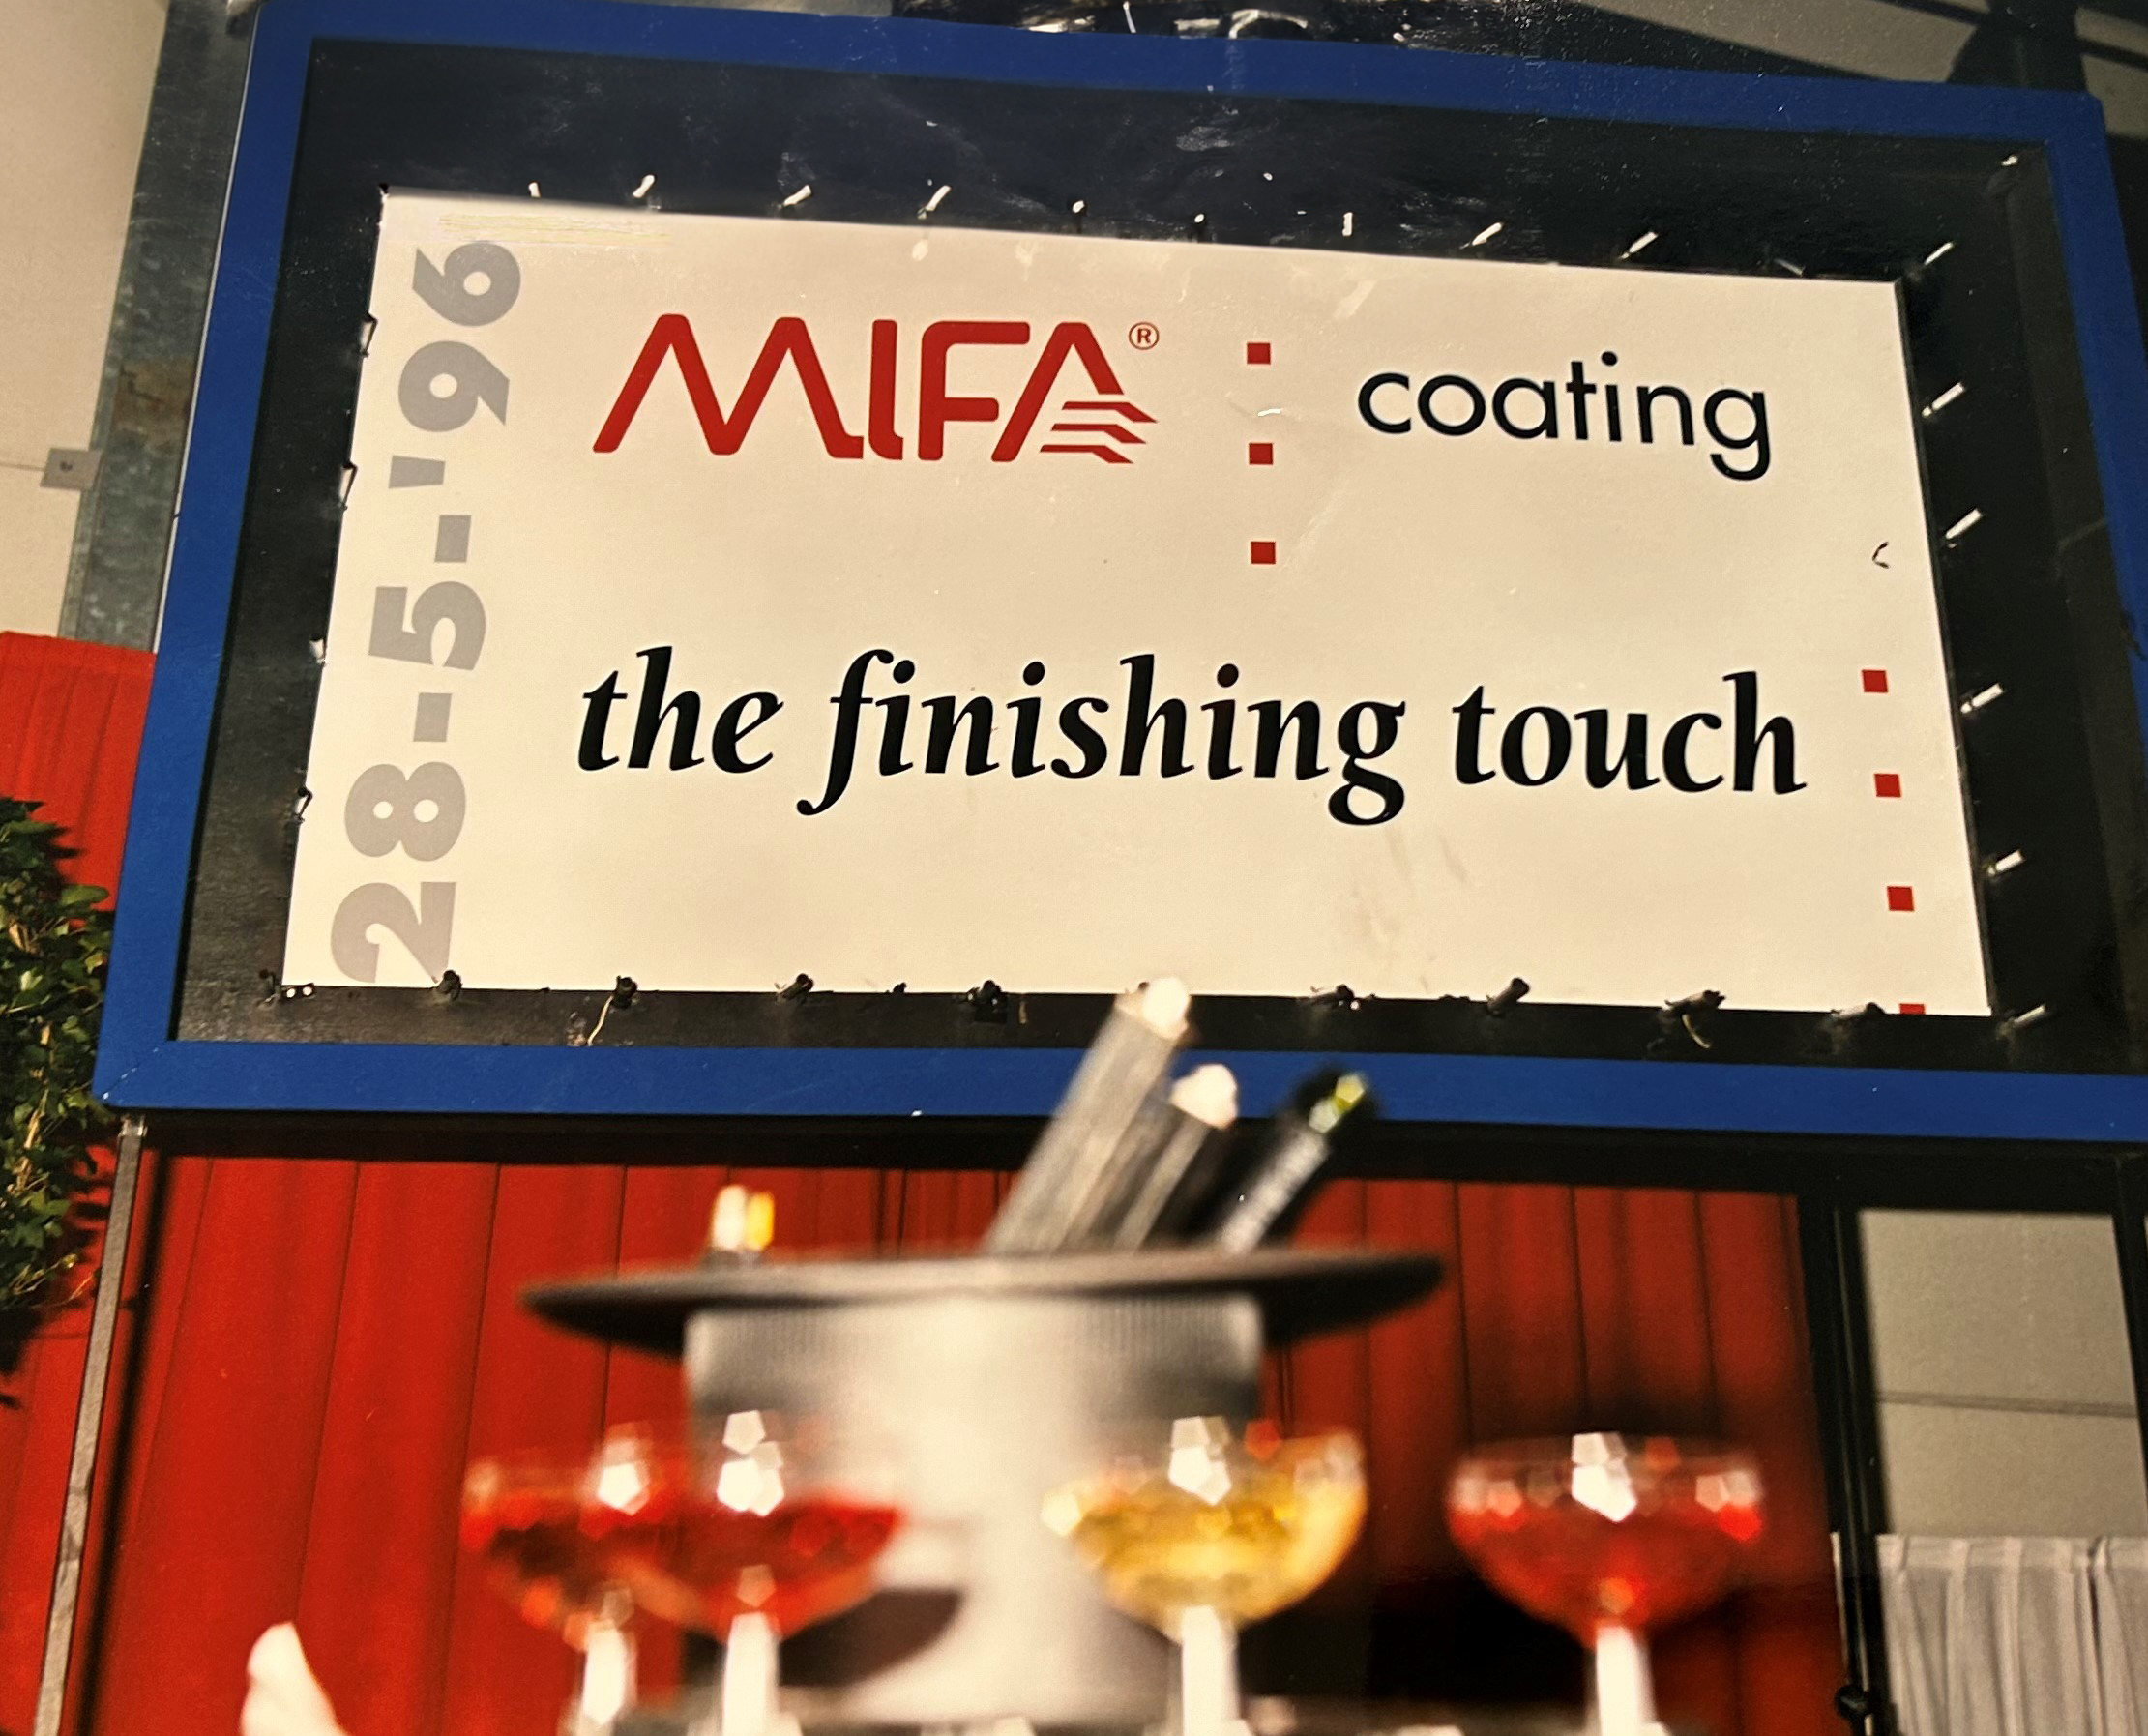 28-5-'96
MIFA® coating
the finishing touch